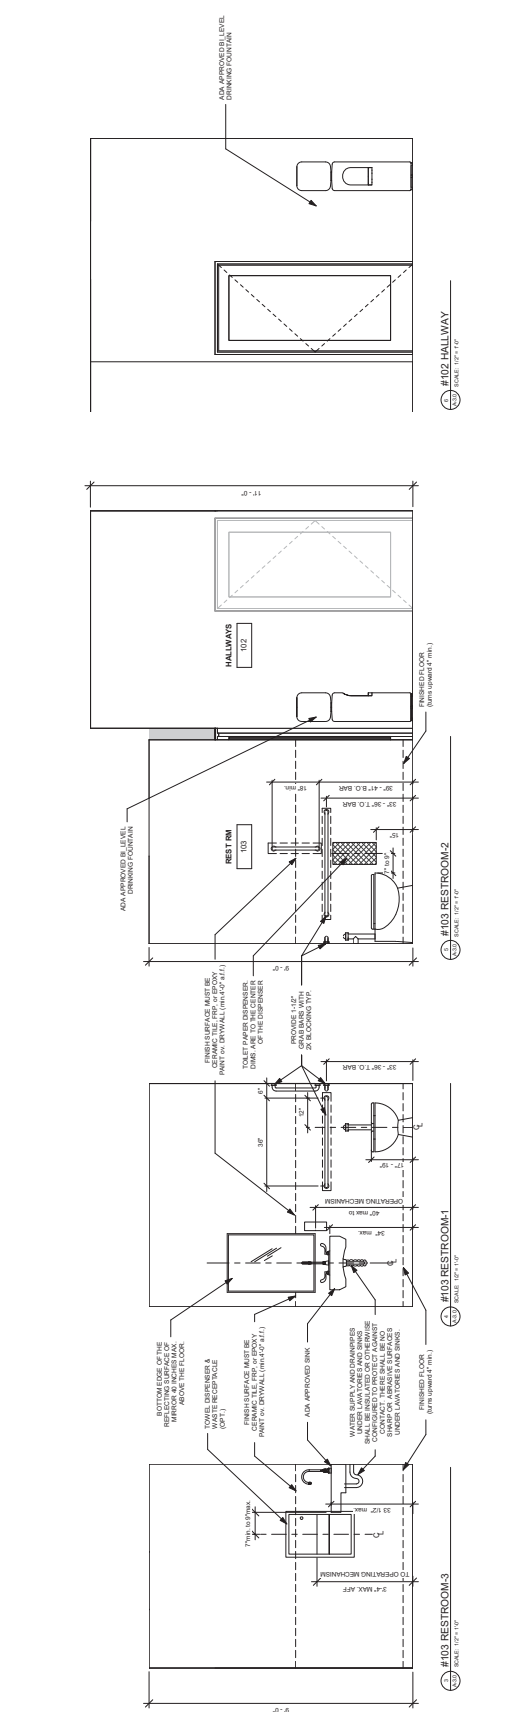 9' - 0"
3
A-3.0
#103 RESTROOM-3
SCALE: 1/2" = 1'-0"
7"min. to 9"max.
3'-4" MAX. AFF
TO OPERATING MECHANISM
33 1/2" max.
CL
TOWEL DISPENSER &
WASTE RECEPTACLE
(OPT.)
FINISH SURFACE MUST BE
CERAMIC TILE, FRP, or EPOXY
PAINT ov. DRYWALL (min.4'-0" a.f.f.)
ADA APPROVED SINK
WATER SUPPLY AND DRAINPIPES
UNDER LAVATORIES AND SINKS
SHALL BE INSULATED OR OTHERWISE
CONFIGURED TO PROTECT AGAINST
CONTACT. THERE SHALL BE NO
SHARP OR ABRASIVE SURFACES
UNDER LAVATORIES AND SINKS.
FINISHED FLOOR
(turns upward 4" min.)
BOTTOM EDGE OF THE
REFLECTING SURFACE OF
MIRROR 40 INCHES MAX.
ABOVE THE FLOOR.
4
A-3.0
#103 RESTROOM-1
SCALE: 1/2" = 1'-0"
CL
34" max.
40" max to
OPERATING MECHANISM
36"
12"
6"
17" - 19"
CL
33" - 36" T.O.BAR
FINISH SURFACE MUST BE
CERAMIC TILE, FRP, or EPOXY
PAINT ov. DRYWALL (min.4'-0" a.f.f.)
TOILET PAPER DISPENSER.
DIMS. ARE TO THE CENTER
OF THE DISPENSER
PROVIDE 1-1/2"
GRAB BARS WITH
2X BLOCKING TYP.
9' - 0"
5
A-3.0
#103 RESTROOM-2
SCALE: 1/2" = 1'-0"
ADA APPROVED BI_LEVEL
DRINKING FOUNTAIN
REST RM
103
18" min.
7" to 9"
15"
33" - 36" T.O.BAR
39" - 41" B.O.BAR
FINISHED FLOOR
(turns upward 4" min.)
HALLWAYS
102
11' - 0"
6
A-3.0
#102 HALLWAY
SCALE: 1/2" = 1'-0"
ADA APPROVED BI_LEVEL
DRINKING FOUNTAIN